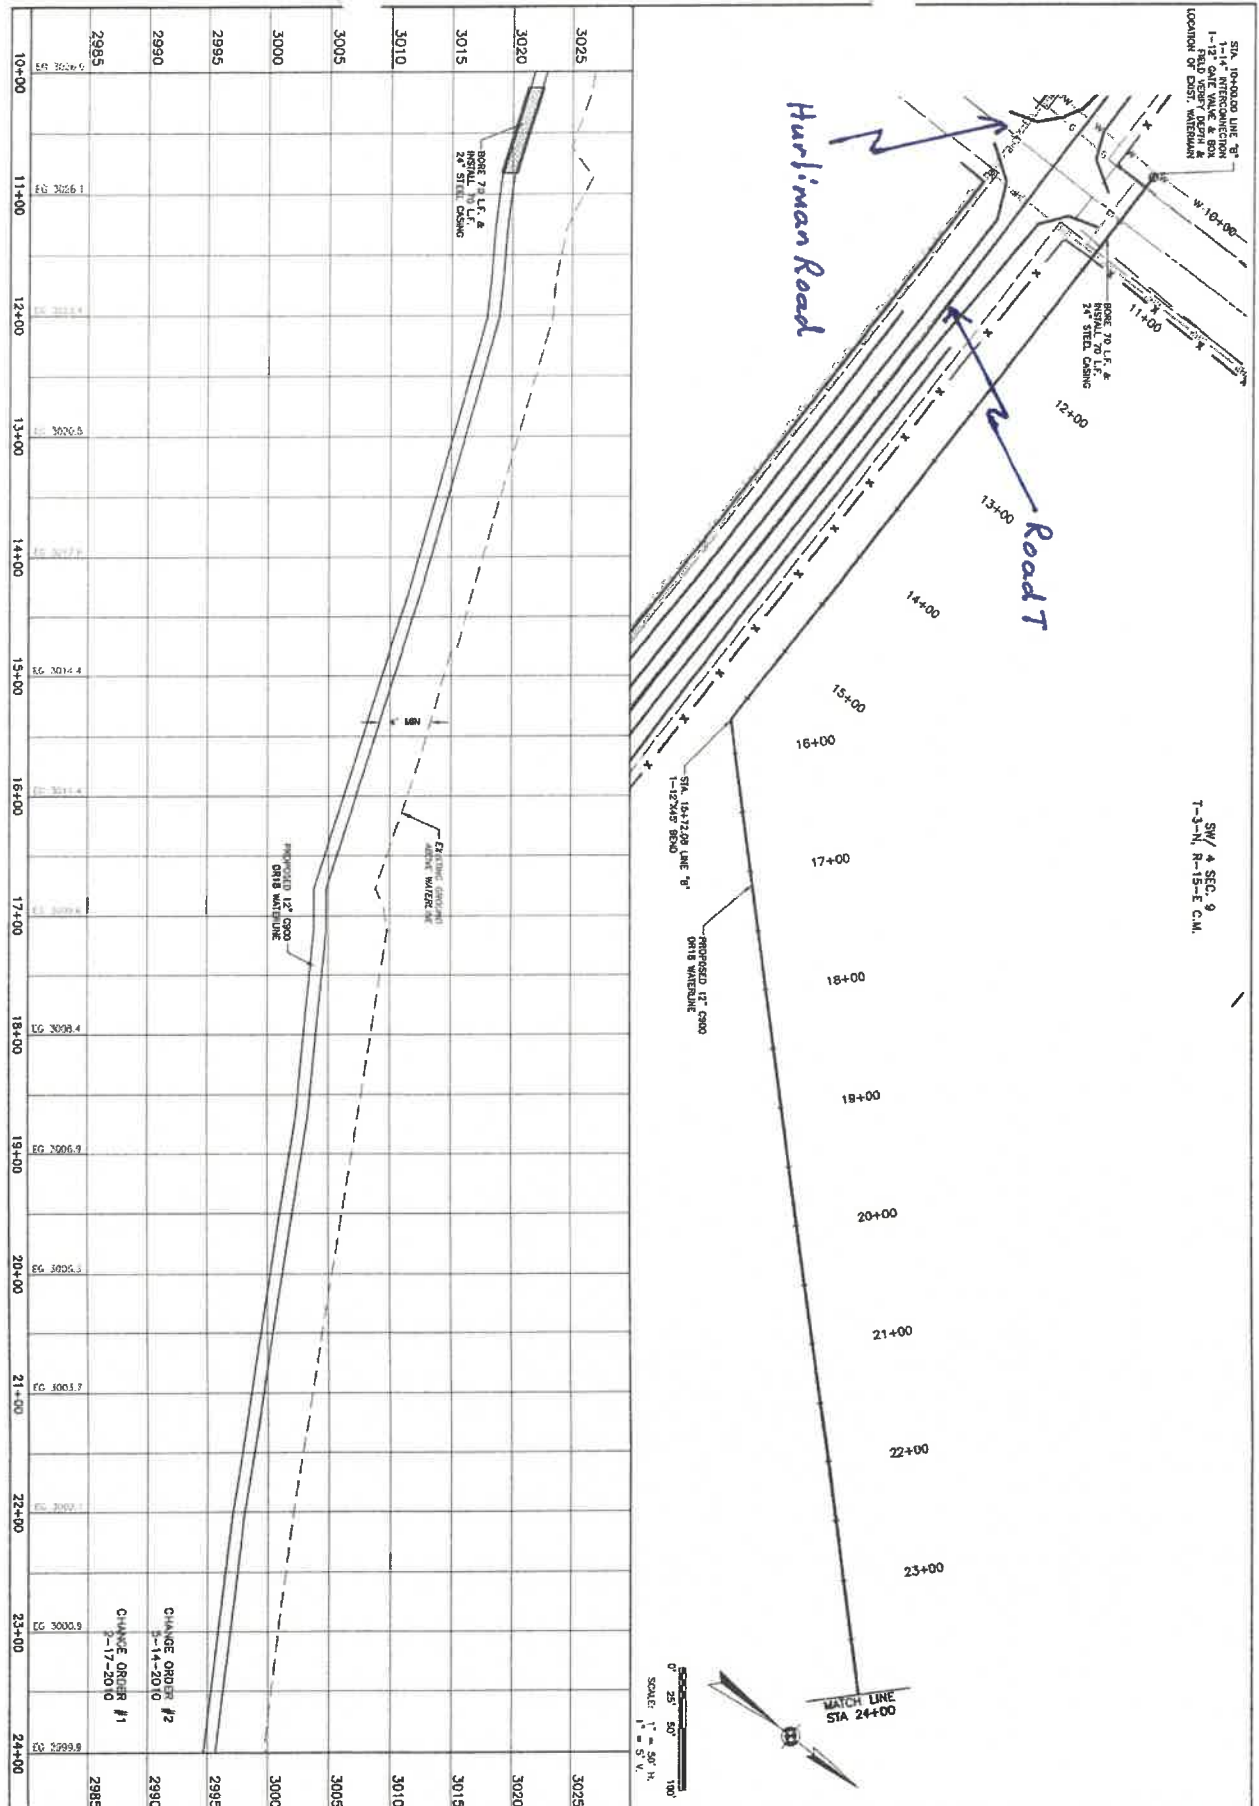 STA. 10+00.00 LINE "B"
1-14" INTERCONNECTION
1-12" GATE VALVE & BOX
FIELD VERIFY DEPTH &
LOCATION OF EXIST. WATERMAIN
W-10+00
11+00
BORE 70 L.F. &
INSTALL 70 L.F.
24" STEEL CASING
12+00
13+00
14+00
15+00
16+00
17+00
18+00
19+00
20+00
21+00
22+00
23+00
Hurliman Road
Road T
SW/ 4 SEC. 9
T-3-N, R-15-E C.M.
STA. 15+72.08 LINE "B"
1-12"X45° BEND
PROPOSED 12" C900
DR18 WATERLINE
MATCH LINE
STA 24+00
0' 25' 50' 100'
SCALE: 1" = 50' H.
1" = 5' V.
3025
3020
3015
3010
3005
3000
2995
2990
2985
BORE 70 L.F. &
INSTALL 70 L.F.
24" STEEL CASING
MIN
EXISTING GROUND
ABOVE WATERLINE
PROPOSED 12" C900
DR18 WATERLINE
CHANGE ORDER #2
5-14-2010
CHANGE ORDER #1
2-17-2010
3025
3020
3015
3010
3005
3000
2995
2990
2985
EG 3026.1
EG 3014.4
EG 3008.4
EG 3006.9
EG 3003.7
EG 3000.9
EG 2999.9
10+00
11+00
12+00
13+00
14+00
15+00
16+00
17+00
18+00
19+00
20+00
21+00
22+00
23+00
24+00